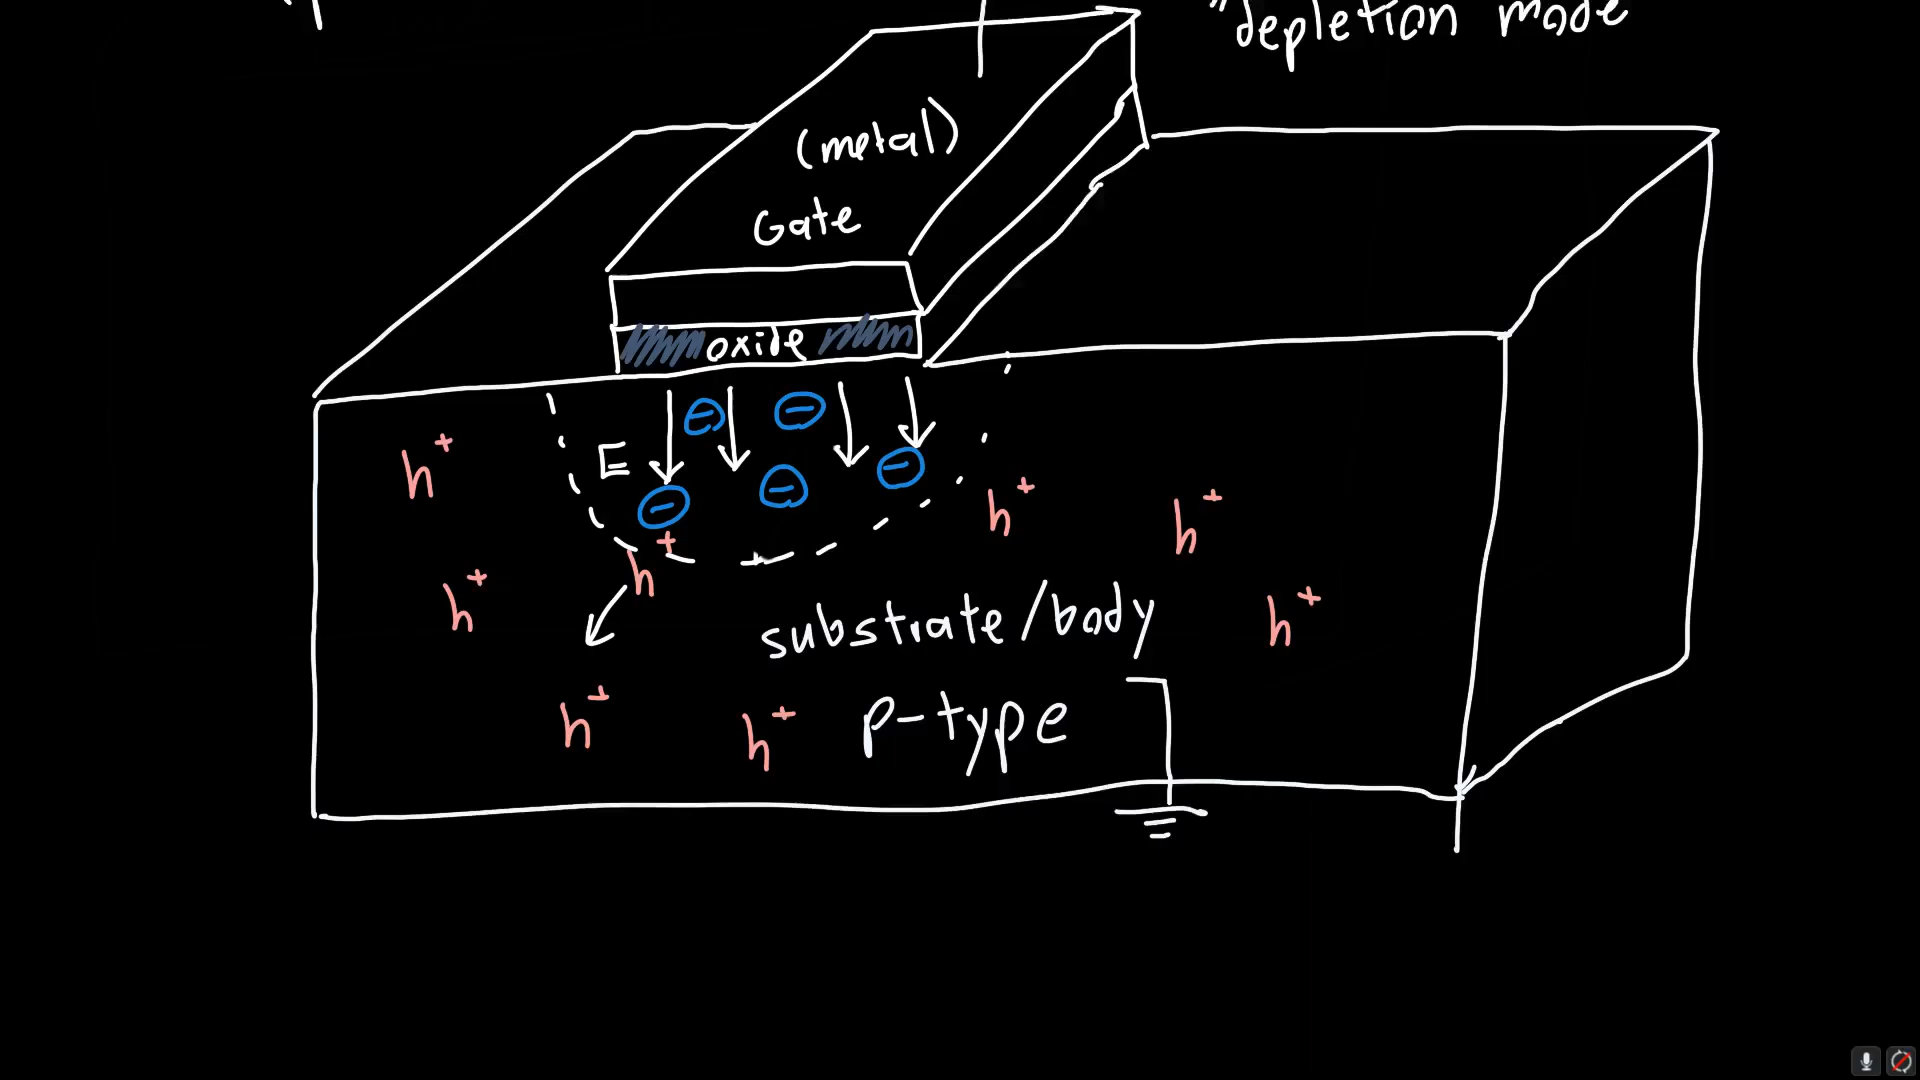 "depletion mode
(metal)
Gate
oxide
E
h+
h+
h+
h+
h+
h+
substrate/body
h+
h+
h+
p-type